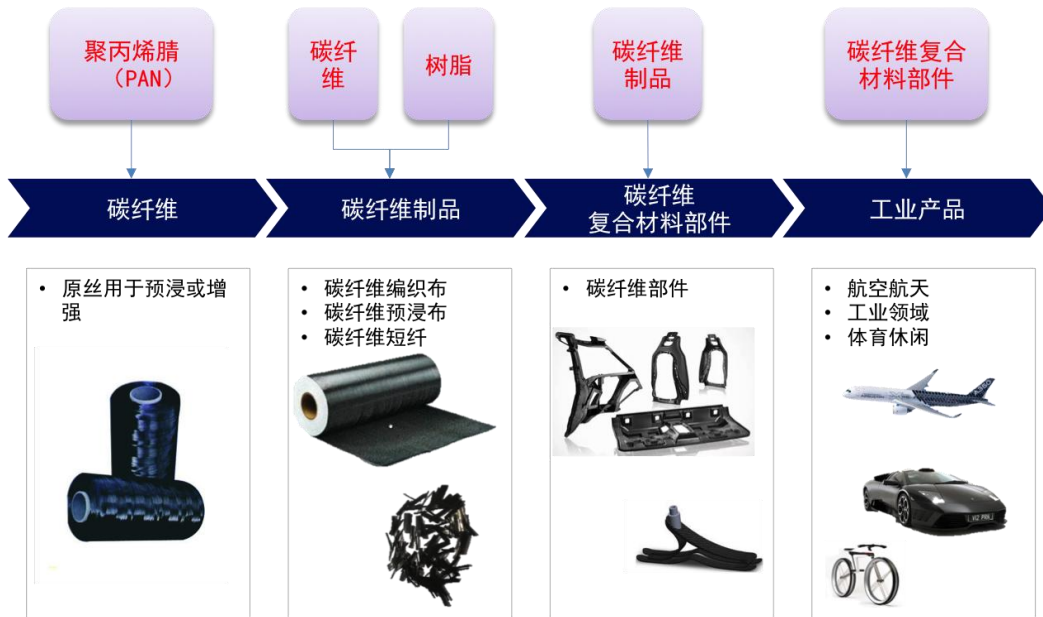 聚丙烯腈
（PAN）
碳纤
维
树脂
碳纤维
制品
碳纤维复合
材料部件
碳纤维
碳纤维制品
碳纤维
复合材料部件
工业产品
• 原丝用于预浸或增
强
• 碳纤维编织布
• 碳纤维预浸布
• 碳纤维短纤
• 碳纤维部件
• 航空航天
• 工业领域
• 体育休闲